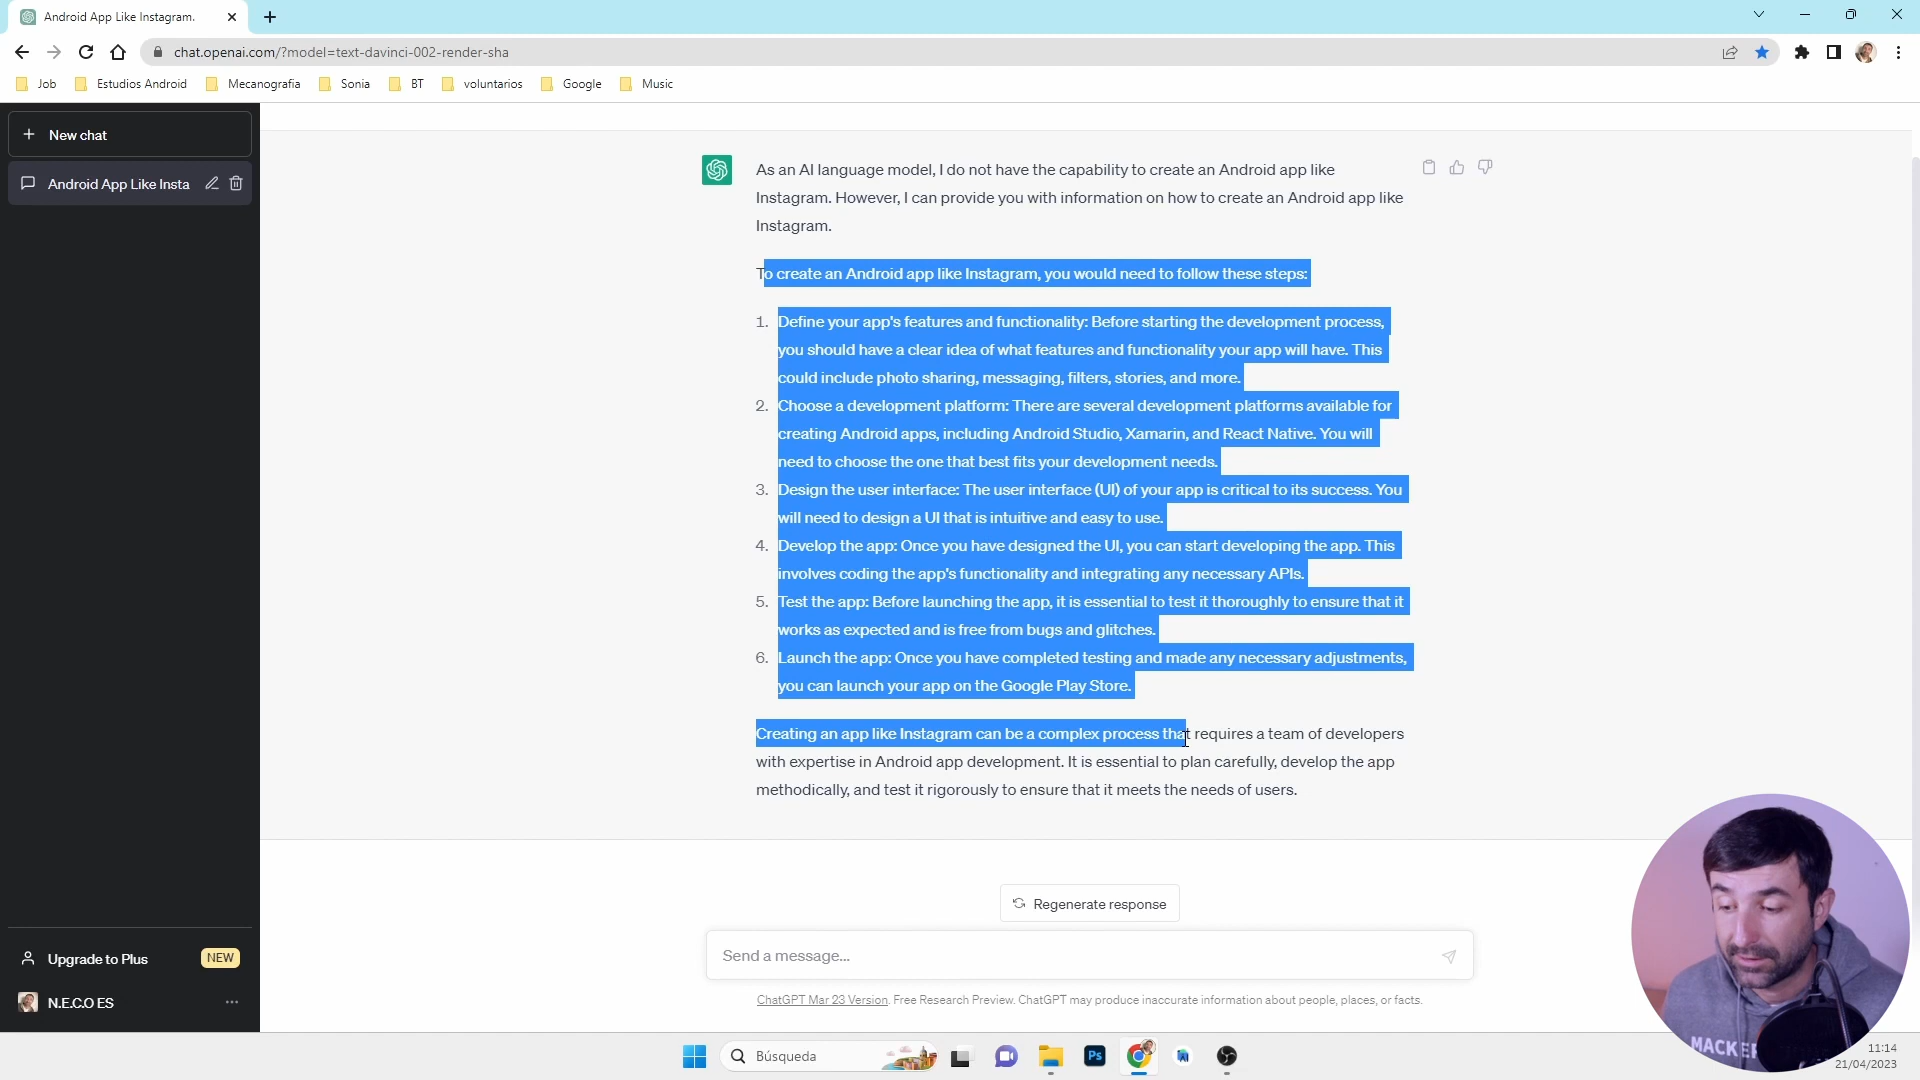 Android App Like Instagram.
chat.openai.com/?model=text-davinci-002-render-sha
Job
Estudios Android
Mecanografia
Sonia
BT
voluntarios
Google
Music
New chat
Android App Like Insta
As an AI language model, I do not have the capability to create an Android app like
Instagram. However, I can provide you with information on how to create an Android app like
Instagram.
To create an Android app like Instagram, you would need to follow these steps:
1. Define your app's features and functionality: Before starting the development process,
you should have a clear idea of what features and functionality your app will have. This
could include photo sharing, messaging, filters, stories, and more.
2. Choose a development platform: There are several development platforms available for
creating Android apps, including Android Studio, Xamarin, and React Native. You will
need to choose the one that best fits your development needs.
3. Design the user interface: The user interface (UI) of your app is critical to its success. You
will need to design a UI that is intuitive and easy to use.
4. Develop the app: Once you have designed the UI, you can start developing the app. This
involves coding the app's functionality and integrating any necessary APIs.
5. Test the app: Before launching the app, it is essential to test it thoroughly to ensure that it
works as expected and is free from bugs and glitches.
6. Launch the app: Once you have completed testing and made any necessary adjustments,
you can launch your app on the Google Play Store.
Creating an app like Instagram can be a complex process that requires a team of developers
with expertise in Android app development. It is essential to plan carefully, develop the app
methodically, and test it rigorously to ensure that it meets the needs of users.
Regenerate response
Send a message...
ChatGPT Mar 23 Version. Free Research Preview. ChatGPT may produce inaccurate information about people, places, or facts.
Upgrade to Plus
NEW
N.E.C.O ES
Búsqueda
Ps
11:14
21/04/2023